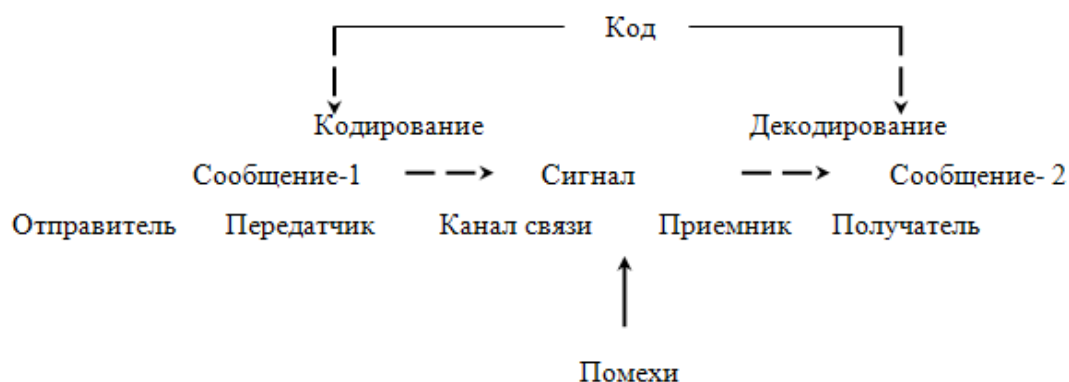 Код
Кодирование Декодирование
Сообщение-1 Сигнал Сообщение- 2
Отправитель Передатчик Канал связи Приемник Получатель
Помехи